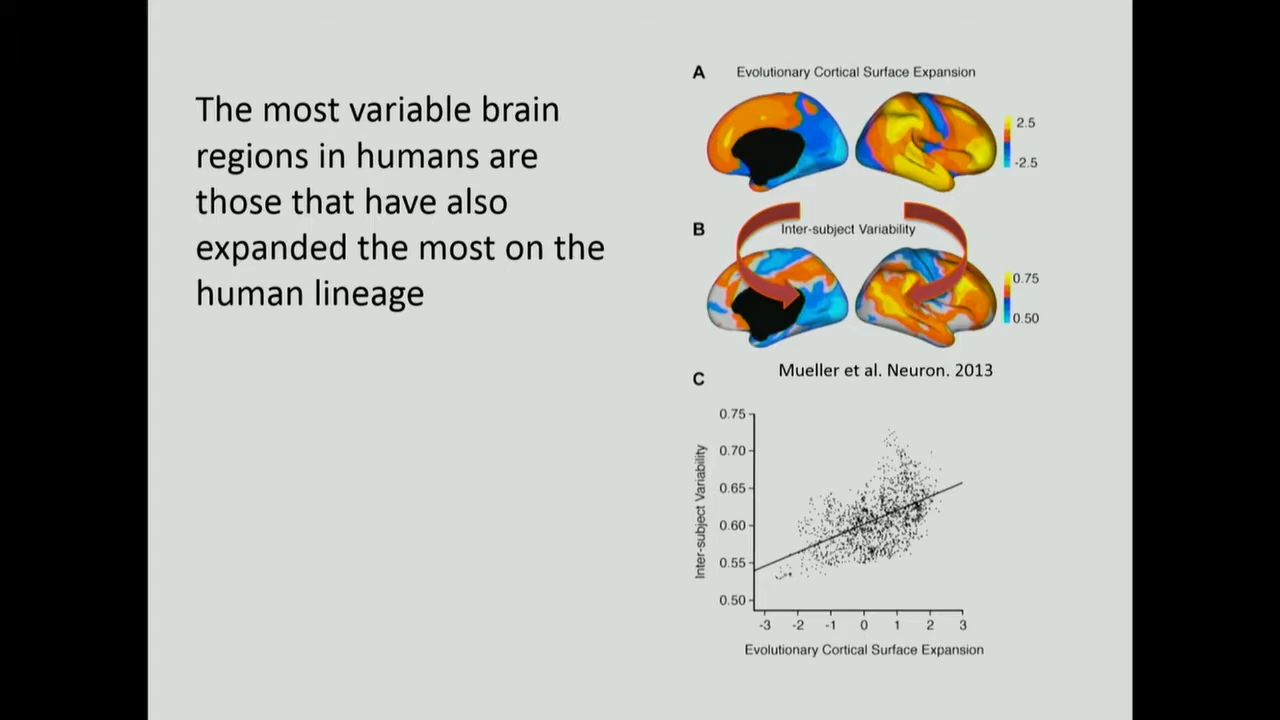 The most variable brain
regions in humans are
those that have also
expanded the most on the
human lineage
A
Evolutionary Cortical Surface Expansion
2.5
-2.5
B
Inter-subject Variability
0.75
0.50
Mueller et al. Neuron. 2013
C
0.75
0.70
0.65
0.60
0.55
0.50
Inter-subject Variability
-3 -2 -1 0 1 2 3
Evolutionary Cortical Surface Expansion